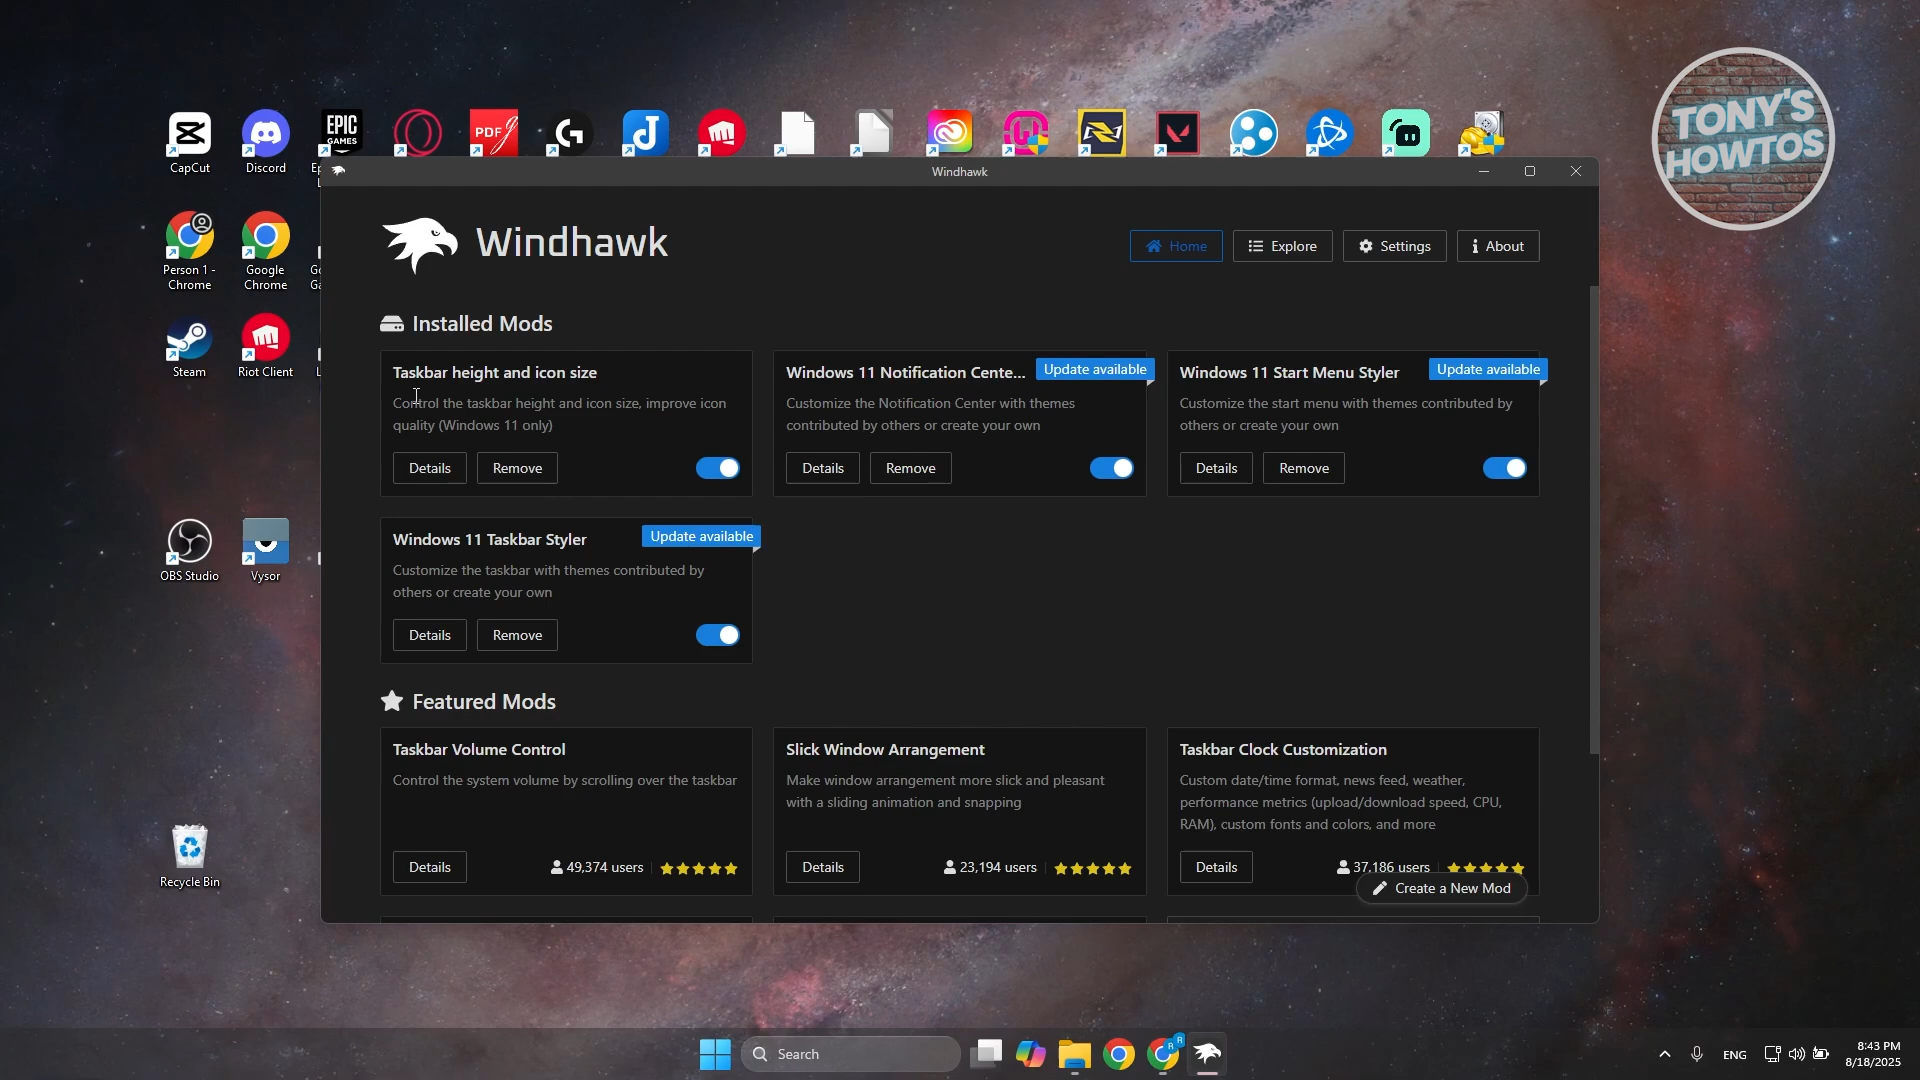 TONY'S
HOWTOS
EPIC
GAMES
PDF
CapCut
Discord
Windhawk
Person 1 -
Chrome
Google
Chrome
Steam
Riot Client
OBS Studio
Vysor
Recycle Bin
Windhawk
Home
Explore
Settings
About
Installed Mods
Taskbar height and icon size
Control the taskbar height and icon size, improve icon
quality (Windows 11 only)
Details
Remove
Windows 11 Notification Cente...
Update available
Customize the Notification Center with themes
contributed by others or create your own
Details
Remove
Windows 11 Start Menu Styler
Update available
Customize the start menu with themes contributed by
others or create your own
Details
Remove
Windows 11 Taskbar Styler
Update available
Customize the taskbar with themes contributed by
others or create your own
Details
Remove
Featured Mods
Taskbar Volume Control
Control the system volume by scrolling over the taskbar
Details
49,374 users
Slick Window Arrangement
Make window arrangement more slick and pleasant
with a sliding animation and snapping
Details
23,194 users
Taskbar Clock Customization
Custom date/time format, news feed, weather,
performance metrics (upload/download speed, CPU,
RAM), custom fonts and colors, and more
Details
37,186 users
Create a New Mod
Search
ENG
8:43 PM
8/18/2025